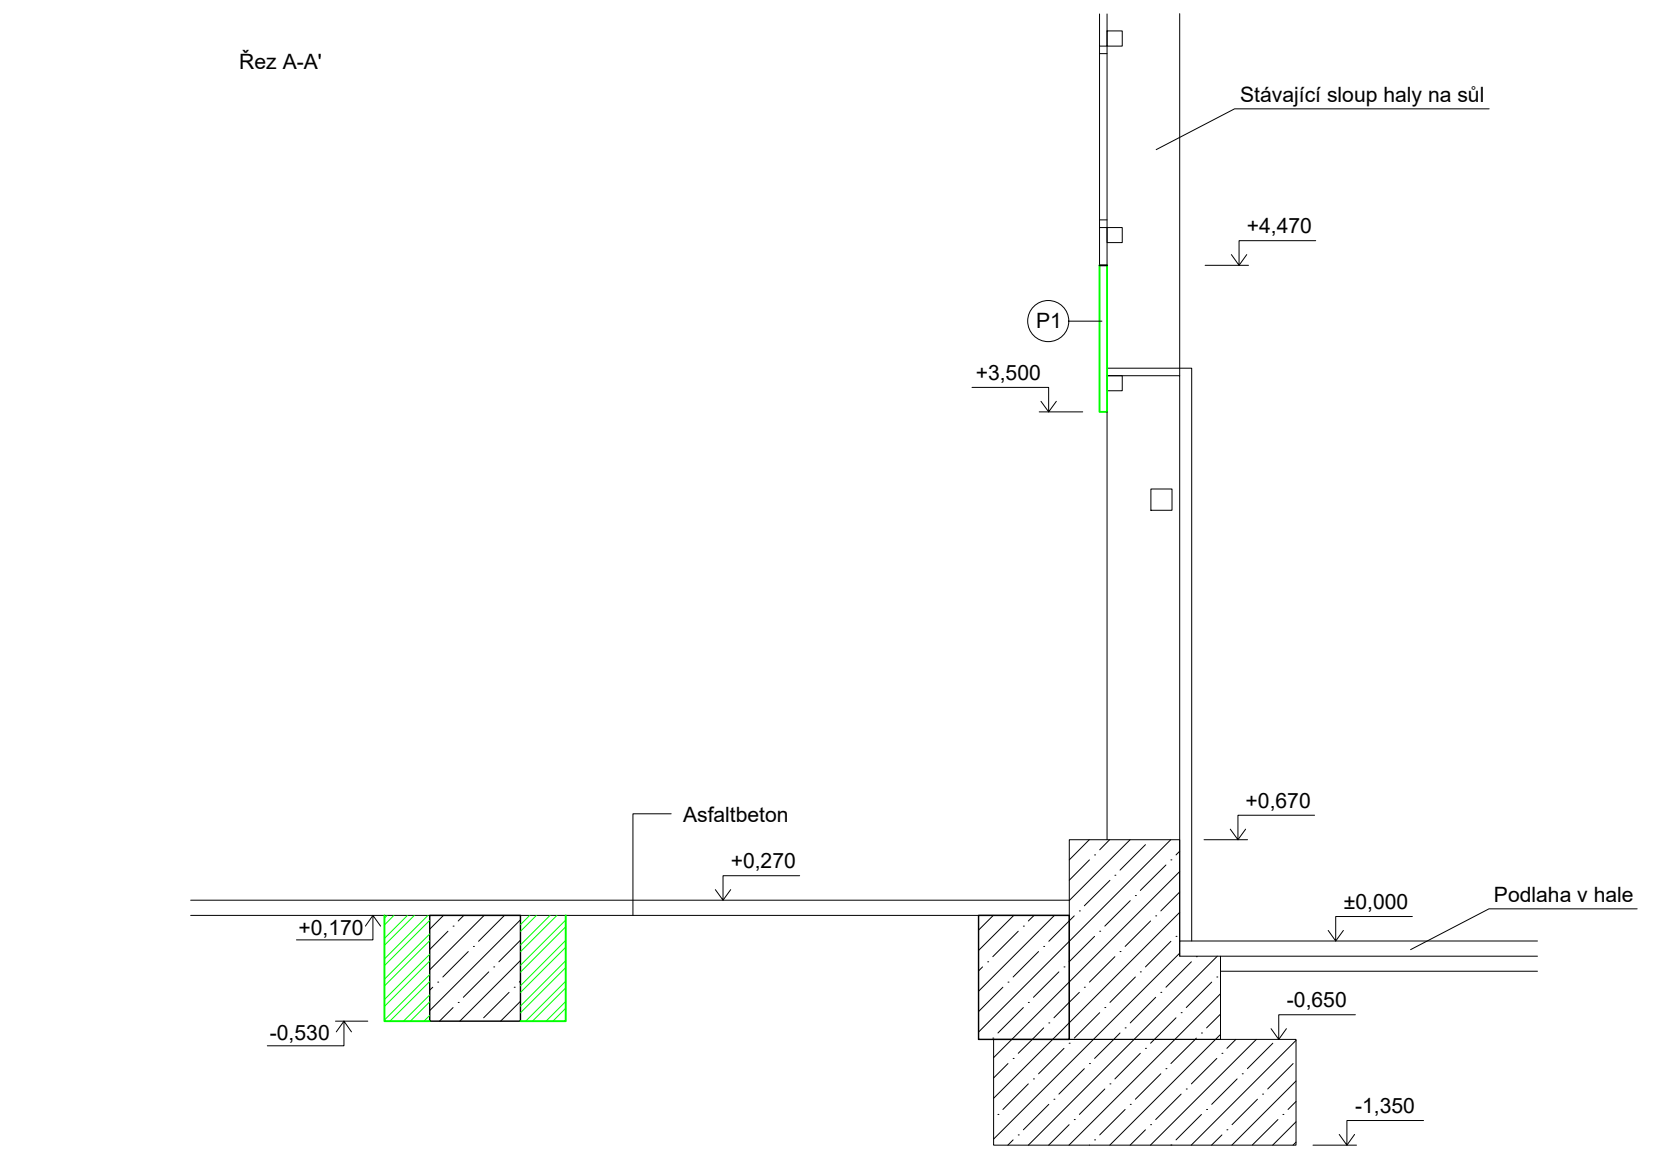 Řez A-A'
Stávající sloup haly na sůl
+4,470
P1
+3,500
+0,670
Asfaltbeton
+0,270
Podlaha v hale
±0,000
+0,170
-0,650
-0,530
-1,350